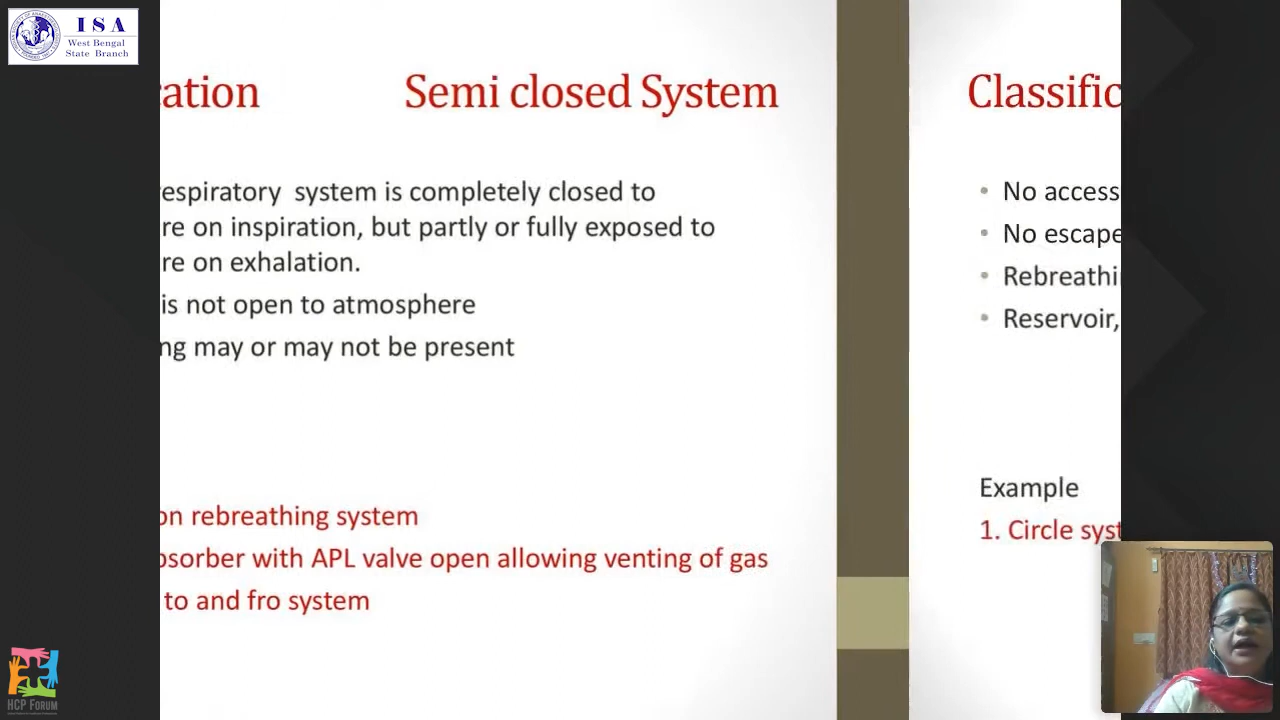 ISA
West Bengal
State Branch
cation Semi closed System
espiratory system is completely closed to
re on inspiration, but partly or fully exposed to
re on exhalation.
is not open to atmosphere
ng may or may not be present
on rebreathing system
bsorber with APL valve open allowing venting of gas
to and fro system
Classific
• No access
• No escape
• Rebreathi
• Reservoir,
Example
1. Circle syst
HCP FORUM